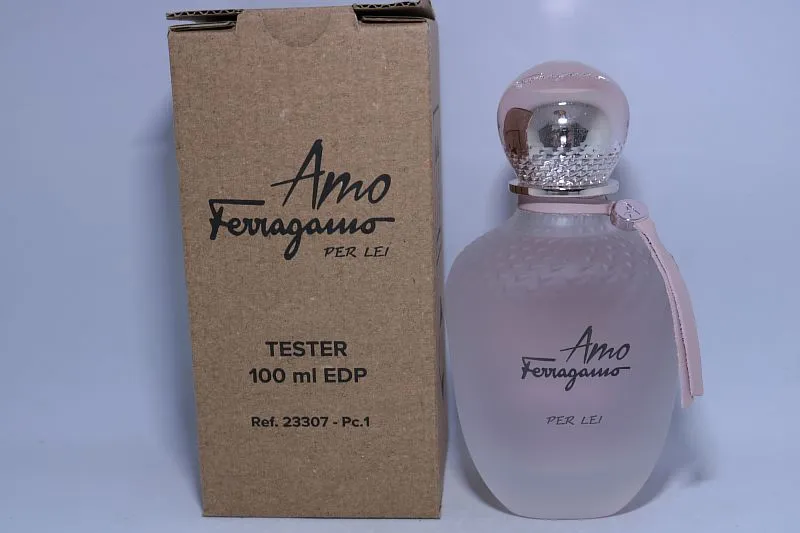 Amo
Ferragamo
PER LEI
TESTER
100 ml EDP
Ref. 23307 - Pc.1
Amo
Ferragamo
PER LEI